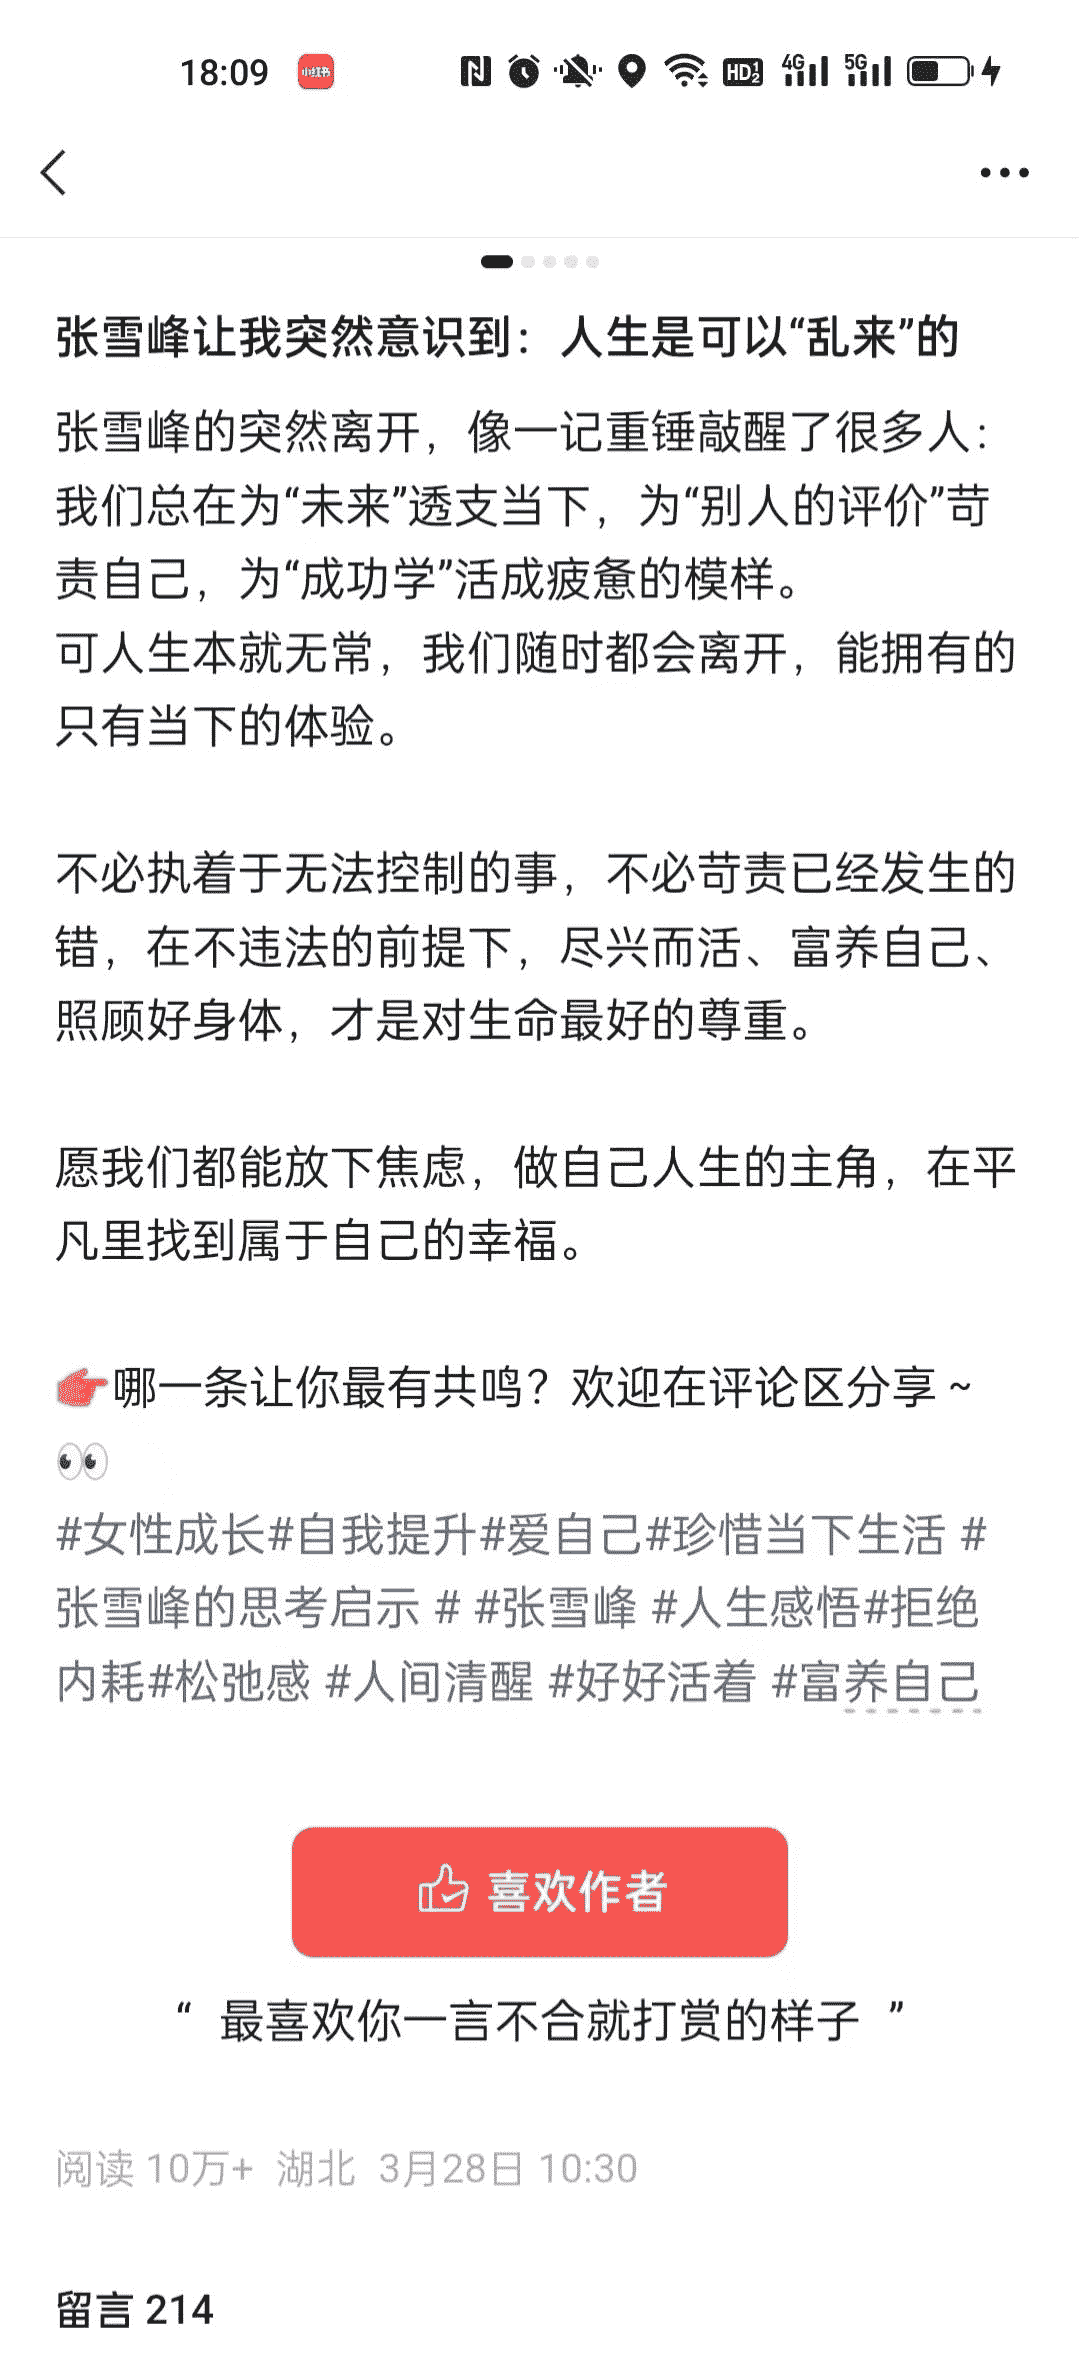 18:09 小红书 HD 1 2 4G 5G
张雪峰让我突然意识到：人生是可以“乱来”的
张雪峰的突然离开，像一记重锤敲醒了很多人：
我们总在为“未来”透支当下，为“别人的评价”苛
责自己，为“成功学”活成疲惫的模样。
可人生本就无常，我们随时都会离开，能拥有的
只有当下的体验。
不必执着于无法控制的事，不必苛责已经发生的
错，在不违法的前提下，尽兴而活、富养自己、
照顾好身体，才是对生命最好的尊重。
愿我们都能放下焦虑，做自己人生的主角，在平
凡里找到属于自己的幸福。
👉哪一条让你最有共鸣？欢迎在评论区分享 ~
👀
#女性成长#自我提升#爱自己#珍惜当下生活 #
张雪峰的思考启示 # #张雪峰 #人生感悟#拒绝
内耗#松弛感 #人间清醒 #好好活着 #富养自己
喜欢作者
“ 最喜欢你一言不合就打赏的样子 ”
阅读 10万+ 湖北 3月28日 10:30
留言 214